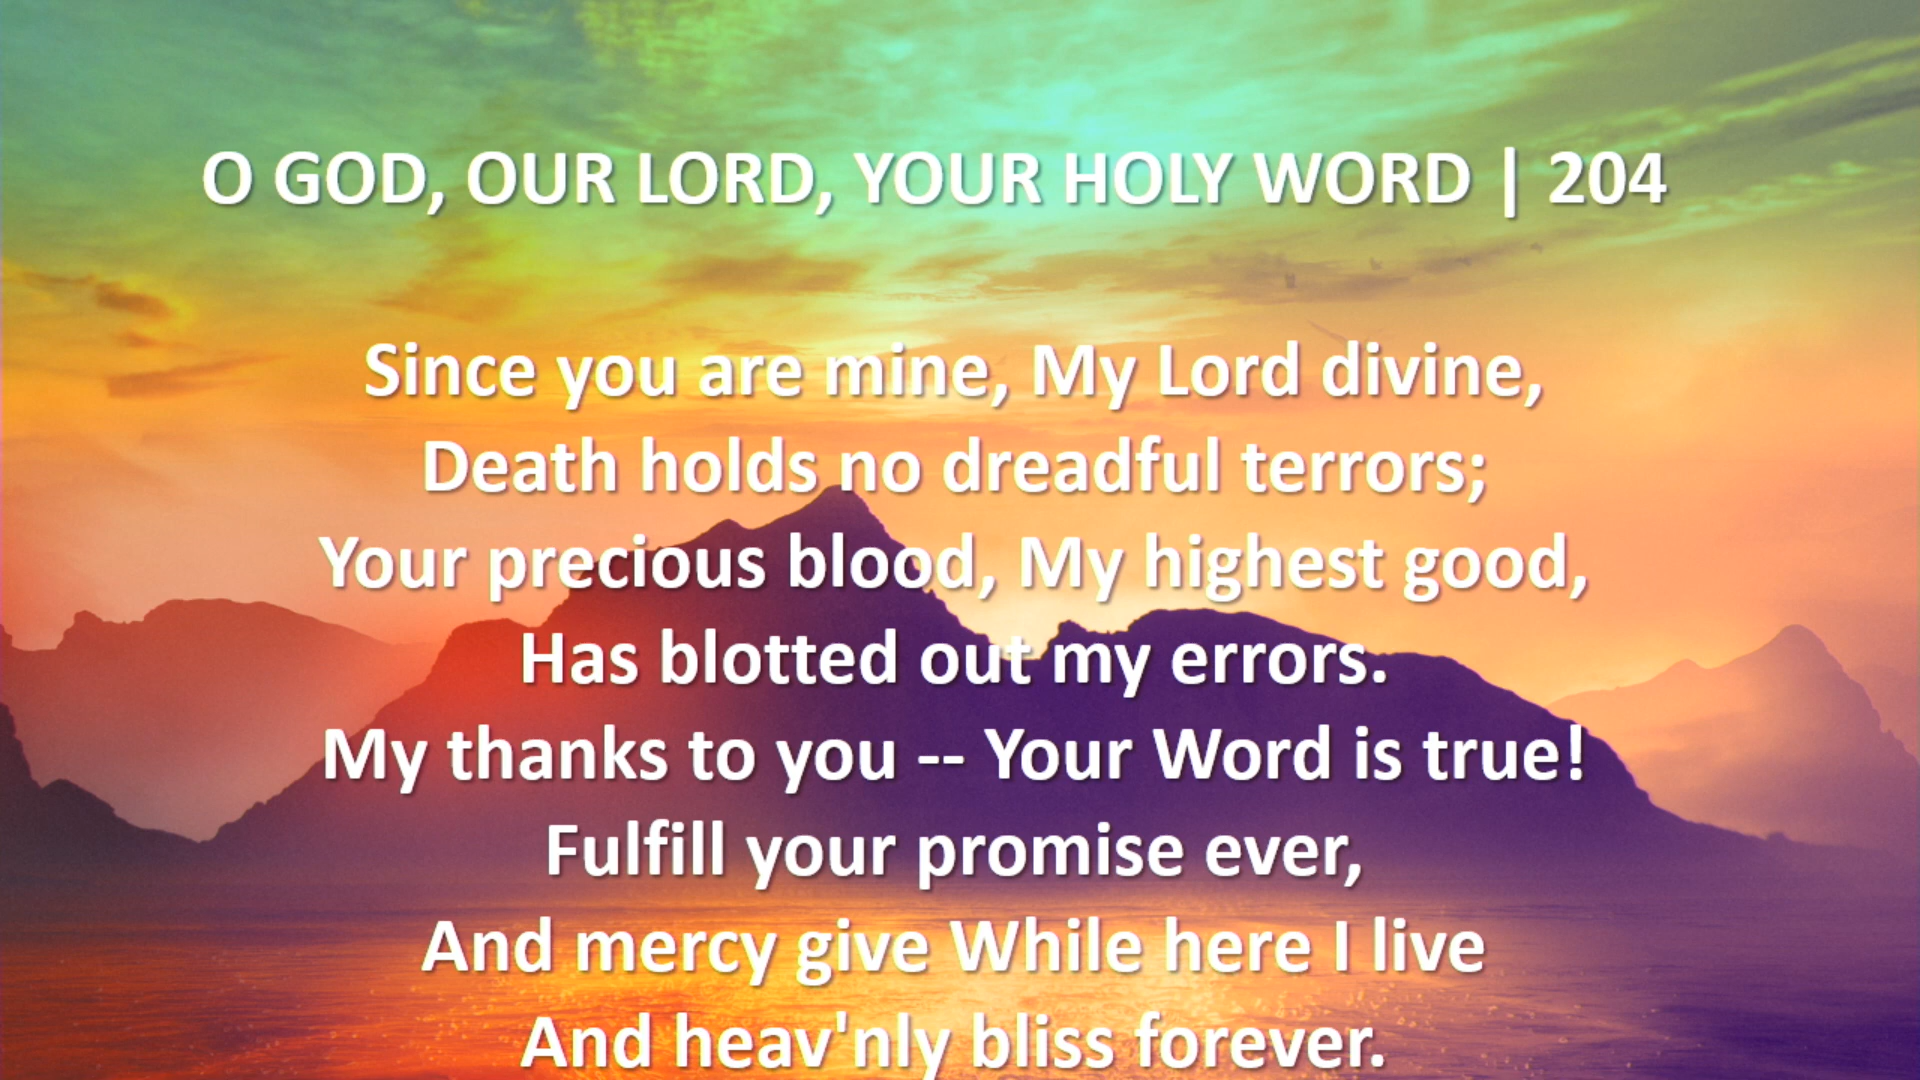 O GOD, OUR LORD, YOUR HOLY WORD | 204
Since you are mine, My Lord divine,
Death holds no dreadful terrors;
Your precious blood, My highest good,
Has blotted out my errors.
My thanks to you -- Your Word is true!
Fulfill your promise ever,
And mercy give While here I live
And heav'nly bliss forever.